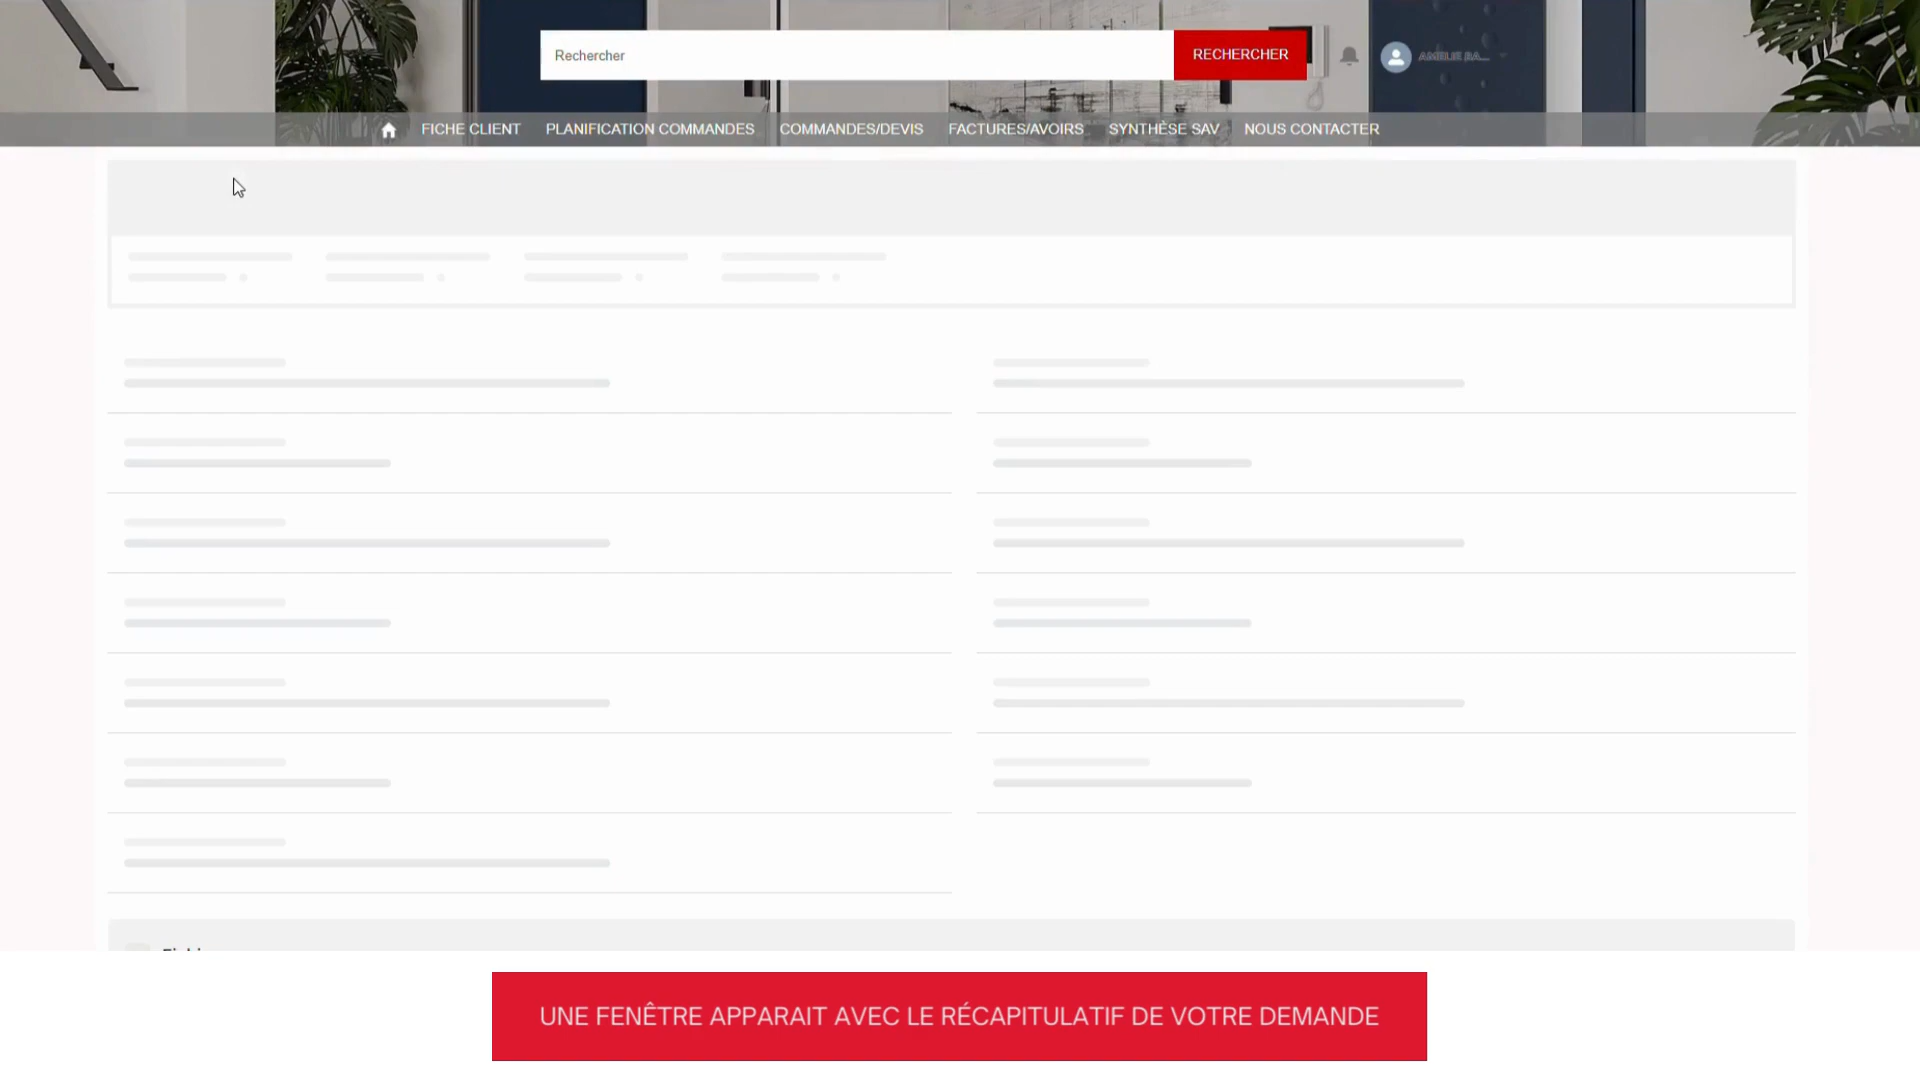 Rechercher
RECHERCHER
FICHE CLIENT
PLANIFICATION COMMANDES
COMMANDES/DEVIS
FACTURES/AVOIRS
SYNTHÈSE SAV
NOUS CONTACTER
UNE FENÊTRE APPARAIT AVEC LE RÉCAPITULATIF DE VOTRE DEMANDE